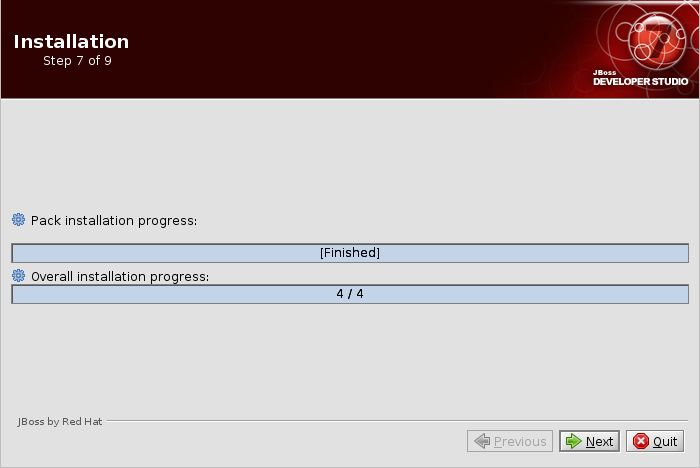 Installation
Step 7 of 9
7
JBoss
DEVELOPER STUDIO
Pack installation progress:
[Finished]
Overall installation progress:
4 / 4
JBoss by Red Hat
Previous
Next
Quit